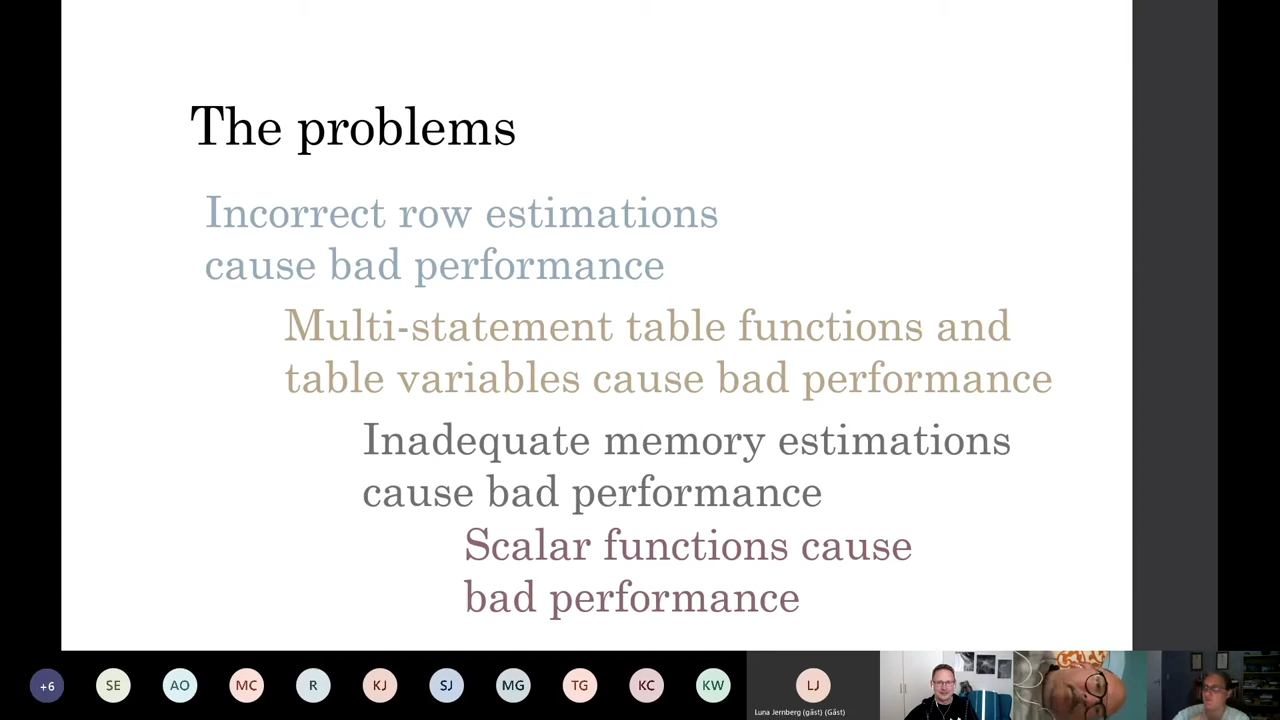 The problems
Incorrect row estimations
cause bad performance
Multi-statement table functions and
table variables cause bad performance
Inadequate memory estimations
cause bad performance
Scalar functions cause
bad performance
+6
SE
AO
MC
R
KJ
SJ
MG
TG
KC
KW
LJ
Luna Jernberg (gäst) (Gäst)